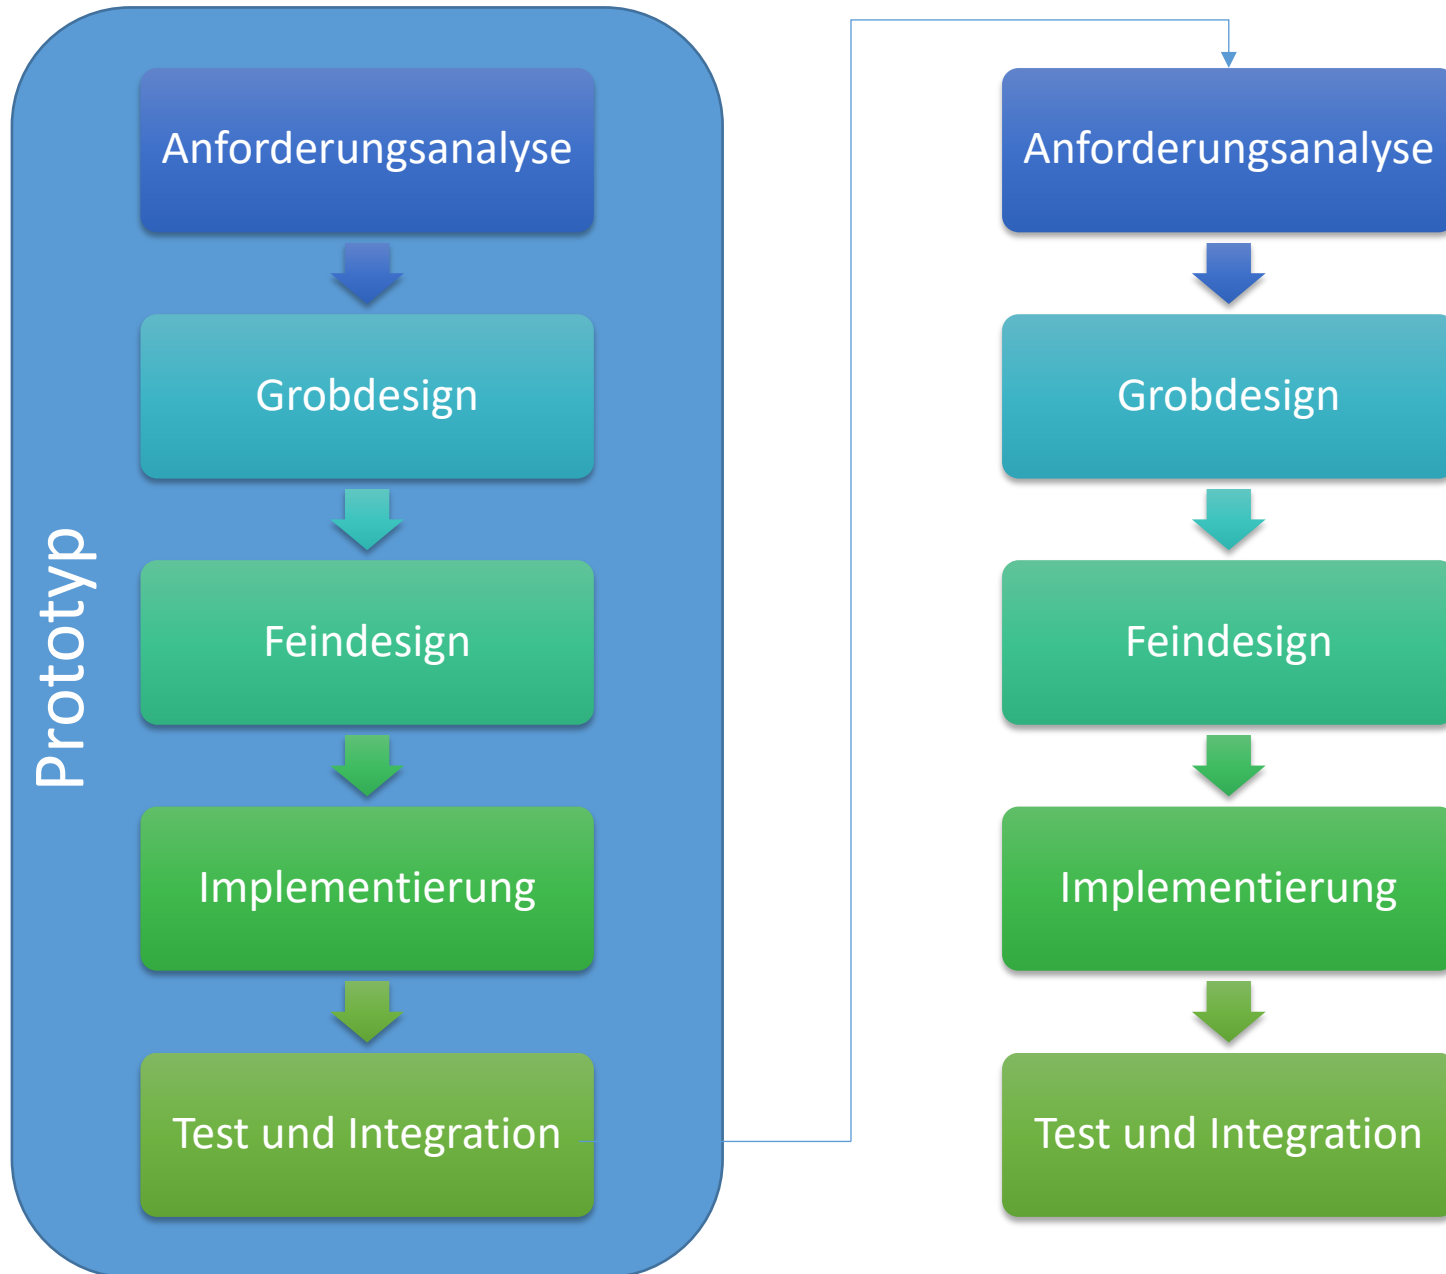 Prototyp
Anforderungsanalyse
Grobdesign
Feindesign
Implementierung
Test und Integration
Anforderungsanalyse
Grobdesign
Feindesign
Implementierung
Test und Integration